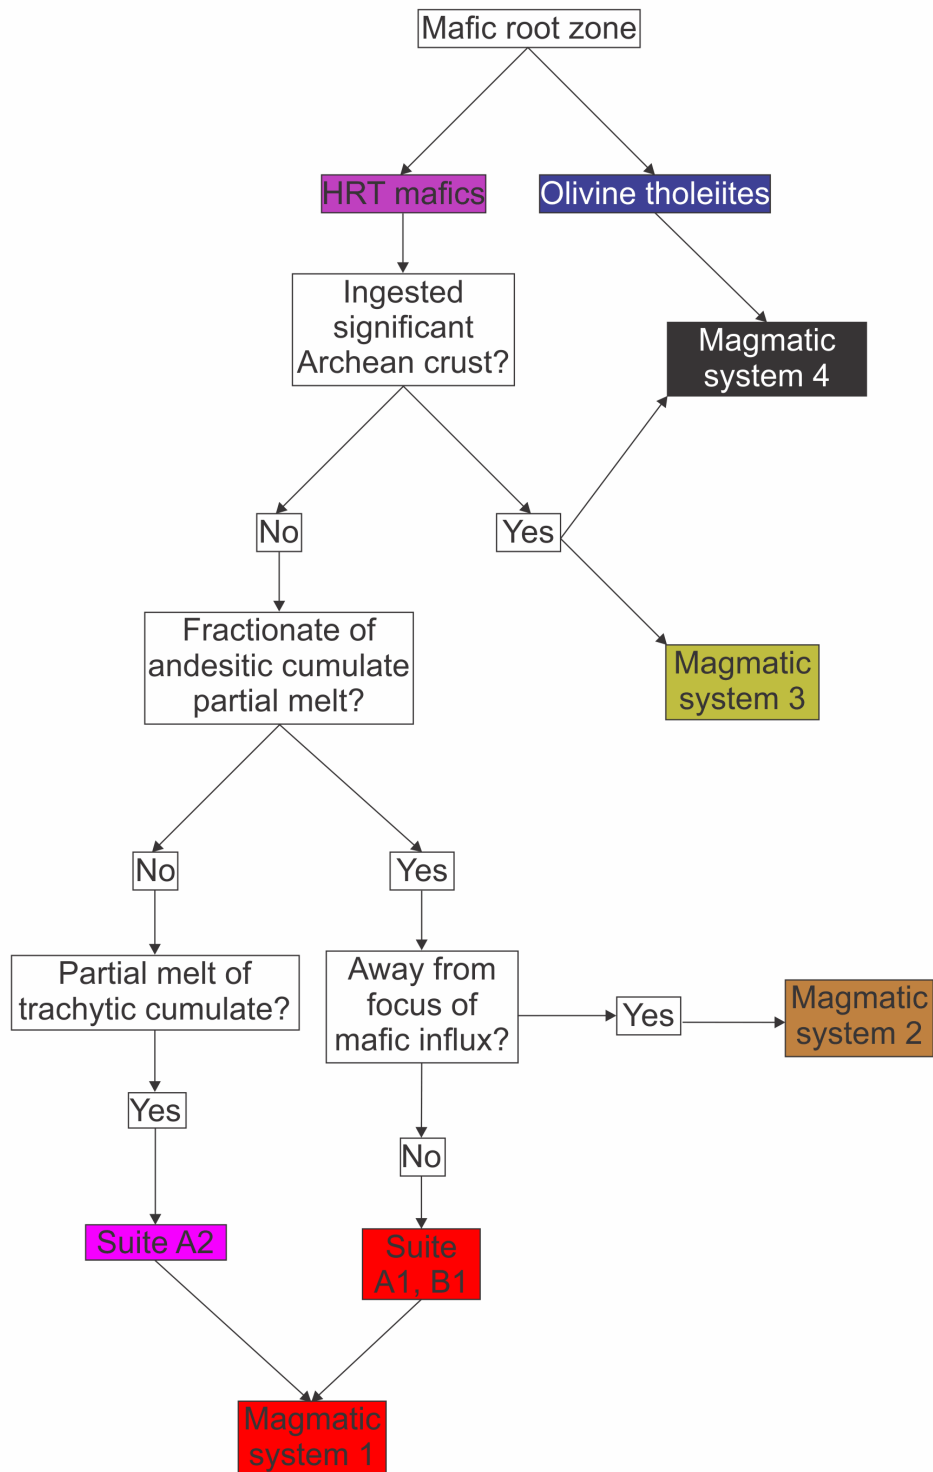 Mafic root zone
HRT mafics
Olivine tholeiites
Ingested
significant
Archean crust?
Magmatic
system 4
No
Yes
Fractionate of
andesitic cumulate
partial melt?
Magmatic
system 3
No
Yes
Partial melt of
trachytic cumulate?
Away from
focus of
mafic influx?
Yes
Magmatic
system 2
Yes
No
Suite A2
Suite
A1, B1
Magmatic
system 1